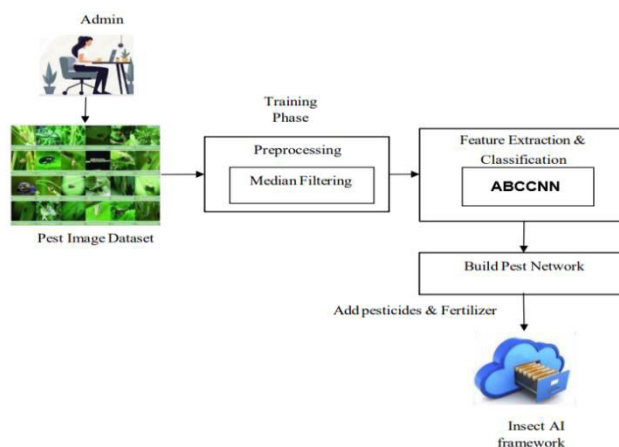 Admin
Training
Phase
Preprocessing
Median Filtering
Feature Extraction &
Classification
ABCCNN
Pest Image Dataset
Build Pest Network
Add pesticides & Fertilizer
Insect AI
framework